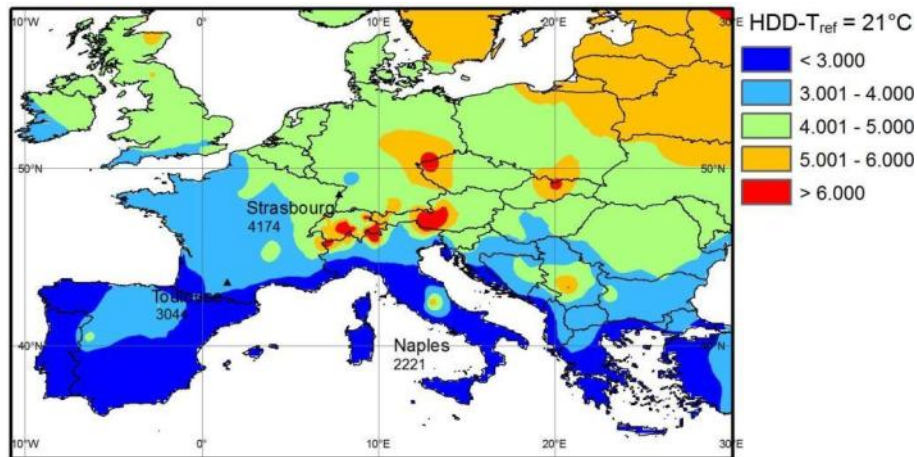 10°W 0° 10°E 20°E 30°E
HDD-Tref = 21°C
< 3.000
3.001 - 4.000
4.001 - 5.000
5.001 - 6.000
> 6.000
50°N 50°N
Strasbourg
4174
Toulouse
3044
40°N 40°N
Naples
2221
10°W 0° 10°E 20°E 30°E